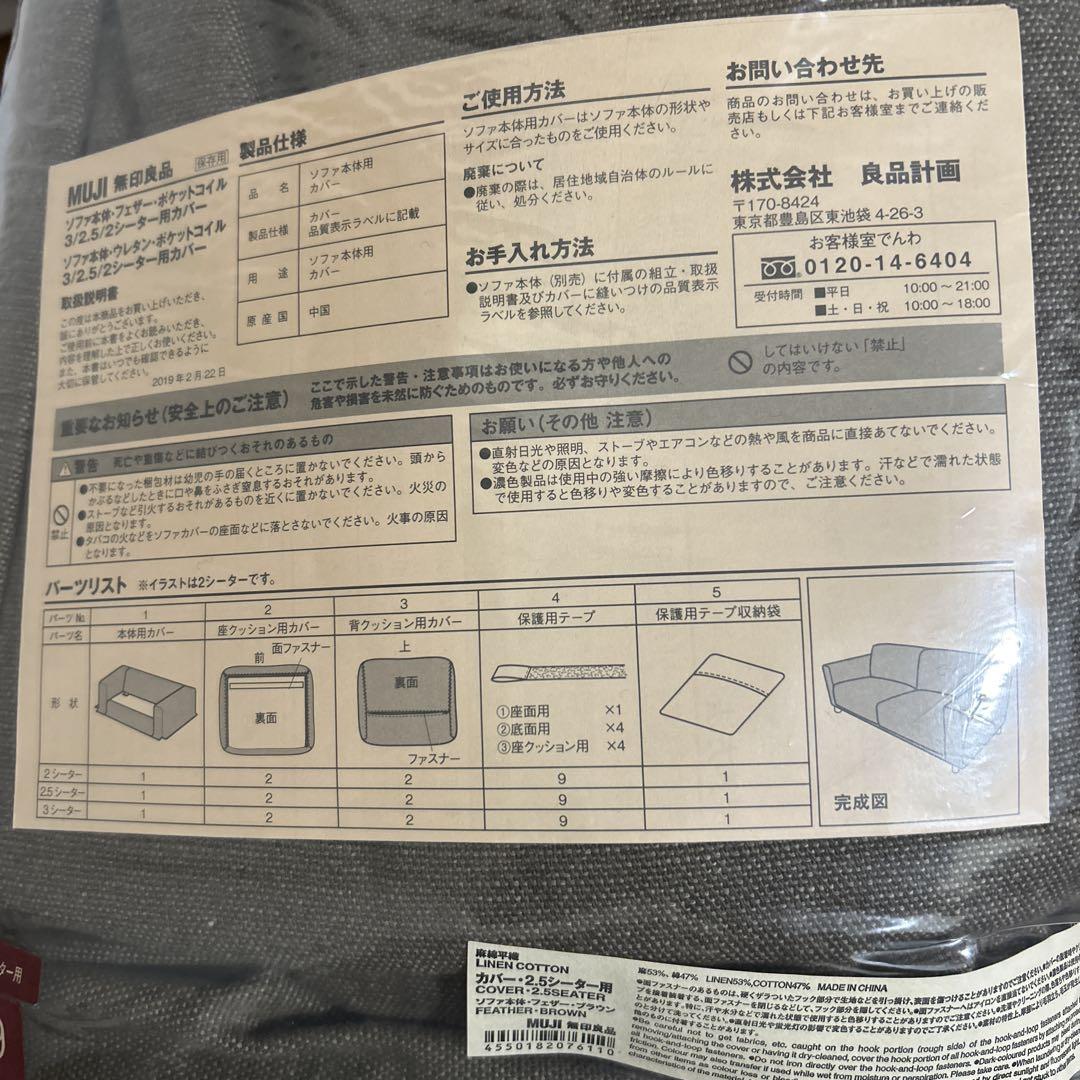 MUJI 無印良品
保存用
ソファ本体・フェザー・ポケットコイル
3/2.5/2シーター用カバー
ソファ本体・ウレタン・ポケットコイル
3/2.5/2シーター用カバー
取扱説明書
この度は本商品をお買い上げいただき、
誠にありがとうございます。
ご使用前に本書をよくお読みいただき、
内容を理解した上で正しくお使いください。
また、本書はいつでも確認できるように
大切に保管してください。
2019年2月22日
製品仕様
品名 ソファ本体用
カバー
製品仕様 カバー
品質表示ラベルに記載
用途 ソファ本体用
カバー
原産国 中国
ご使用方法
ソファ本体用カバーはソファ本体の形状や
サイズに合ったものをご使用ください。
廃棄について
●廃棄の際は、居住地域自治体のルールに
従い、処分ください。
お手入れ方法
●ソファ本体（別売）に付属の組立・取扱
説明書及びカバーに縫いつけの品質表示
ラベルを参照してください。
お問い合わせ先
商品のお問い合わせは、お買い上げの販
売店もしくは下記お客様室までご連絡くだ
さい。
株式会社 良品計画
〒170-8424
東京都豊島区東池袋4-26-3
お客様室でんわ
0120-14-6404
受付時間 ■平日 10:00～21:00
■土・日・祝 10:00～18:00
重要なお知らせ（安全上のご注意）
ここで示した警告・注意事項はお使いになる方や他人への
危害や損害を未然に防ぐためのものです。必ずお守りください。
してはいけない「禁止」
の内容です。
警告 死亡や重傷などに結びつくおそれのあるもの
禁止
●不要になった梱包材は幼児の手の届くところに置かないでください。頭から
かぶるなどしたときに口や鼻をふさぎ窒息するおそれがあります。
●ストーブなど引火するおそれがあるものを近くに置かないでください。火災の
原因となります。
●タバコの火などをソファカバーの座面などに落とさないでください。火事の原因
となります。
お願い（その他 注意）
●直射日光や照明、ストーブやエアコンなどの熱や風を商品に直接あてないでください。
変色などの原因となります。
●濃色製品は使用中の強い摩擦により色移りすることがあります。汗などで濡れた状態
で使用すると色移りや変色することがありますので、ご注意ください。
パーツリスト ※イラストは2シーターです。
パーツ№ 1 2 3 4 5
パーツ名 本体用カバー 座クッション用カバー 背クッション用カバー 保護用テープ 保護用テープ収納袋
形状
前 面ファスナー
裏面
上
裏面
ファスナー
①座面用 ×1
②底面用 ×4
③座クッション用 ×4
2シーター 1 2 2 9 1
2.5シーター 1 2 2 9 1
3シーター 1 2 2 9 1
完成図
ター用
麻綿平織
LINEN COTTON
カバー・2.5シーター用
COVER・2.5SEATER
ソファ本体・フェザー・ブラウン
FEATHER・BROWN
MUJI 無印良品
4550182076110
麻53%、綿47% LINEN53%,COTTON47% MADE IN CHINA